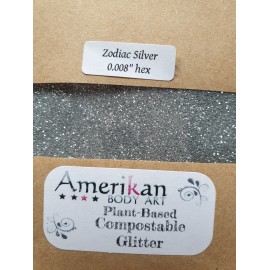 Zodiac Silver
0.008" hex
Amerikan
BODY ART
Plant-Based
Compostable
Glitter